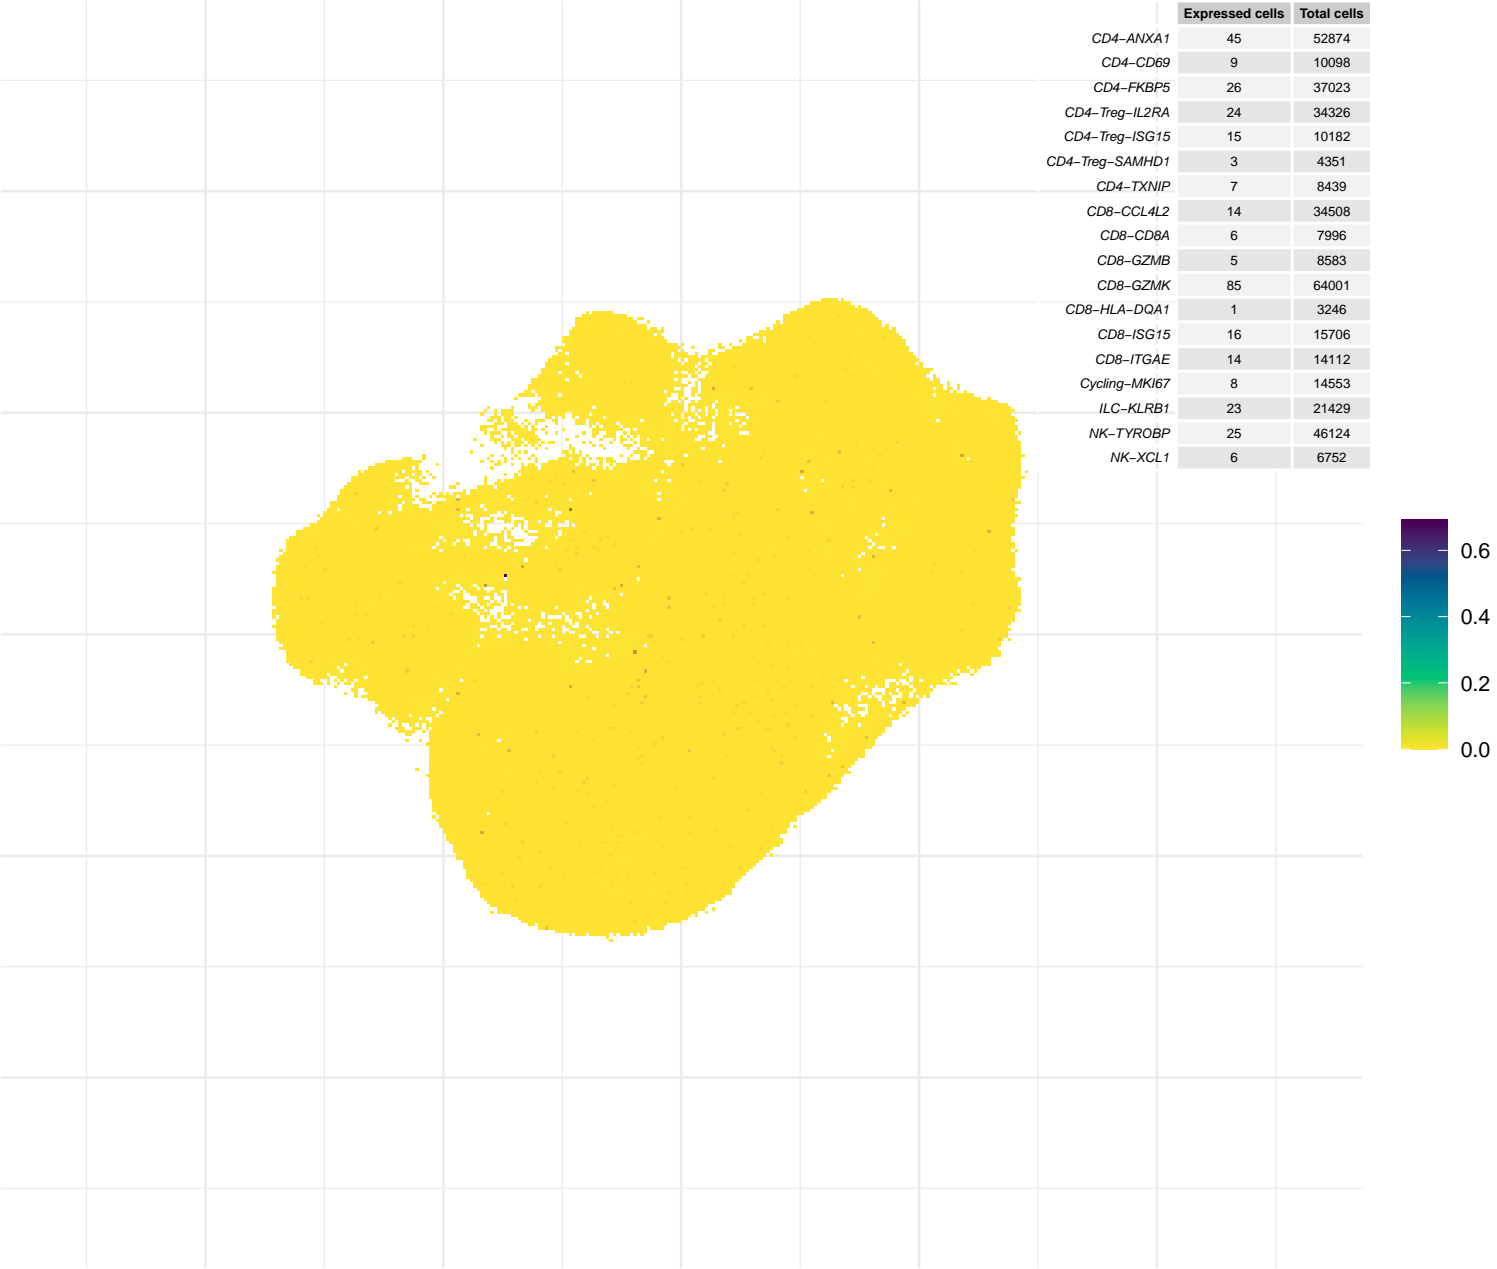 Expressed cells Total cells
CD4−ANXA1 45 52874
CD4−CD69 9 10098
CD4−FKBP5 26 37023
CD4−Treg−IL2RA 24 34326
CD4−Treg−ISG15 15 10182
CD4−Treg−SAMHD1 3 4351
CD4−TXNIP 7 8439
CD8−CCL4L2 14 34508
CD8−CD8A 6 7996
CD8−GZMB 5 8583
CD8−GZMK 85 64001
CD8−HLA−DQA1 1 3246
CD8−ISG15 16 15706
CD8−ITGAE 14 14112
Cycling−MKI67 8 14553
ILC−KLRB1 23 21429
NK−TYROBP 25 46124
NK−XCL1 6 6752
0.6
0.4
0.2
0.0